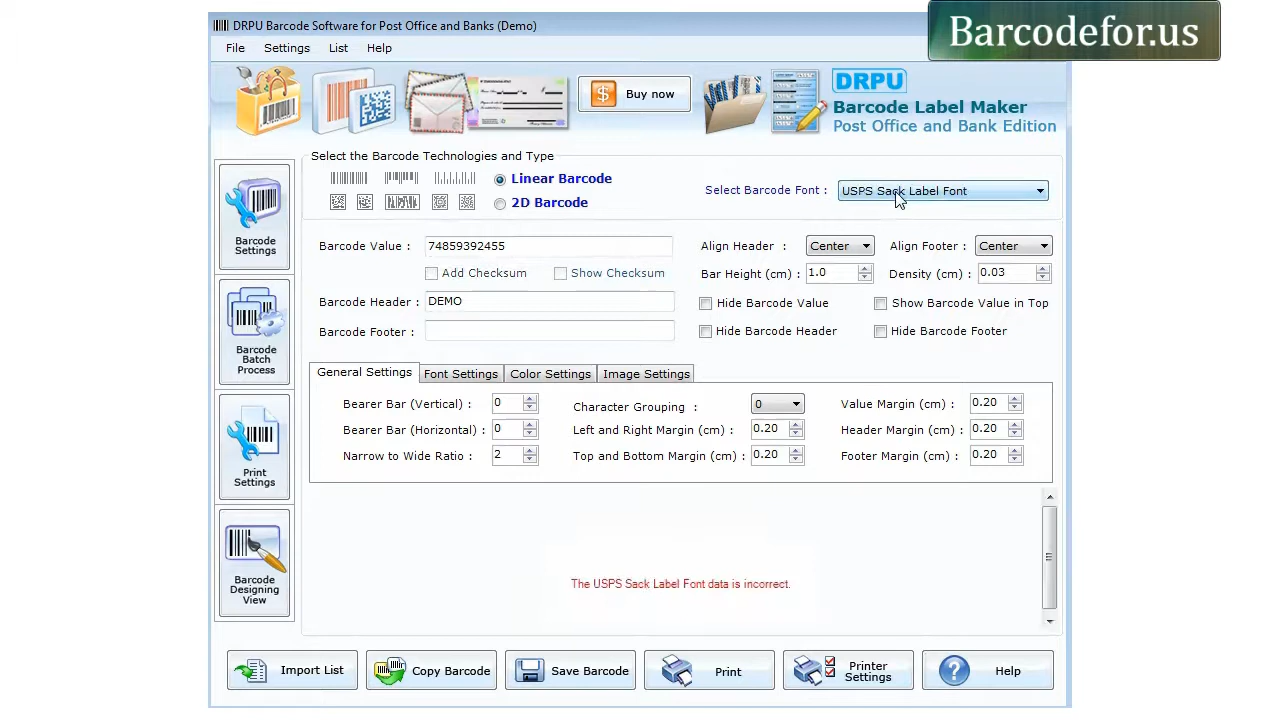 DRPU Barcode Software for Post Office and Banks (Demo)
Barcodefor.us
File Settings List Help
Buy now
DRPU
Barcode Label Maker
Post Office and Bank Edition
Select the Barcode Technologies and Type
Linear Barcode
2D Barcode
Select Barcode Font : USPS Sack Label Font
Barcode Settings
Barcode Batch Process
Print Settings
Barcode Designing View
Barcode Value : 74859392455
Add Checksum Show Checksum
Barcode Header : DEMO
Barcode Footer :
Align Header : Center Align Footer : Center
Bar Height (cm) : 1.0 Density (cm) : 0.03
Hide Barcode Value Show Barcode Value in Top
Hide Barcode Header Hide Barcode Footer
General Settings Font Settings Color Settings Image Settings
Bearer Bar (Vertical) : 0 Character Grouping : 0 Value Margin (cm) : 0.20
Bearer Bar (Horizontal) : 0 Left and Right Margin (cm) : 0.20 Header Margin (cm) : 0.20
Narrow to Wide Ratio : 2 Top and Bottom Margin (cm) : 0.20 Footer Margin (cm) : 0.20
The USPS Sack Label Font data is incorrect.
Import List Copy Barcode Save Barcode Print Printer Settings Help